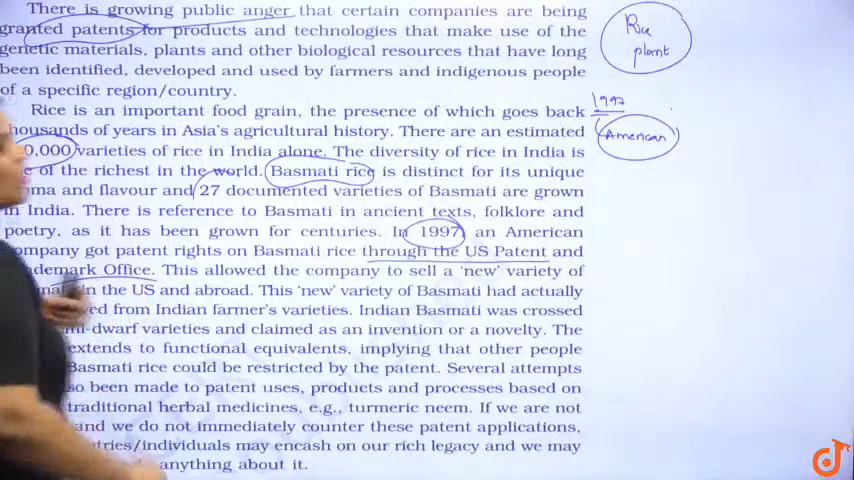 There is growing public anger that certain companies are being
granted patents for products and technologies that make use of the
genetic materials, plants and other biological resources that have long
been identified, developed and used by farmers and indigenous people
of a specific region/country.
Rice is an important food grain, the presence of which goes back
thousands of years in Asia's agricultural history. There are an estimated
0,000 varieties of rice in India alone. The diversity of rice in India is
of the richest in the world. Basmati rice is distinct for its unique
and flavour and 27 documented varieties of Basmati are grown
in India. There is reference to Basmati in ancient texts, folklore and
poetry, as it has been grown for centuries. In 1997, an American
ompany got patent rights on Basmati rice through the US Patent and
ademark Office. This allowed the company to sell a 'new' variety of
in the US and abroad. This 'new' variety of Basmati had actually
ved from Indian farmer's varieties. Indian Basmati was crossed
mi-dwarf varieties and claimed as an invention or a novelty. The
extends to functional equivalents, implying that other people
Basmati rice could be restricted by the patent. Several attempts
so been made to patent uses, products and processes based on
traditional herbal medicines, e.g., turmeric neem. If we are not
and we do not immediately counter these patent applications,
tries/individuals may encash on our rich legacy and we may
anything about it.
Rice
plant
1997
American